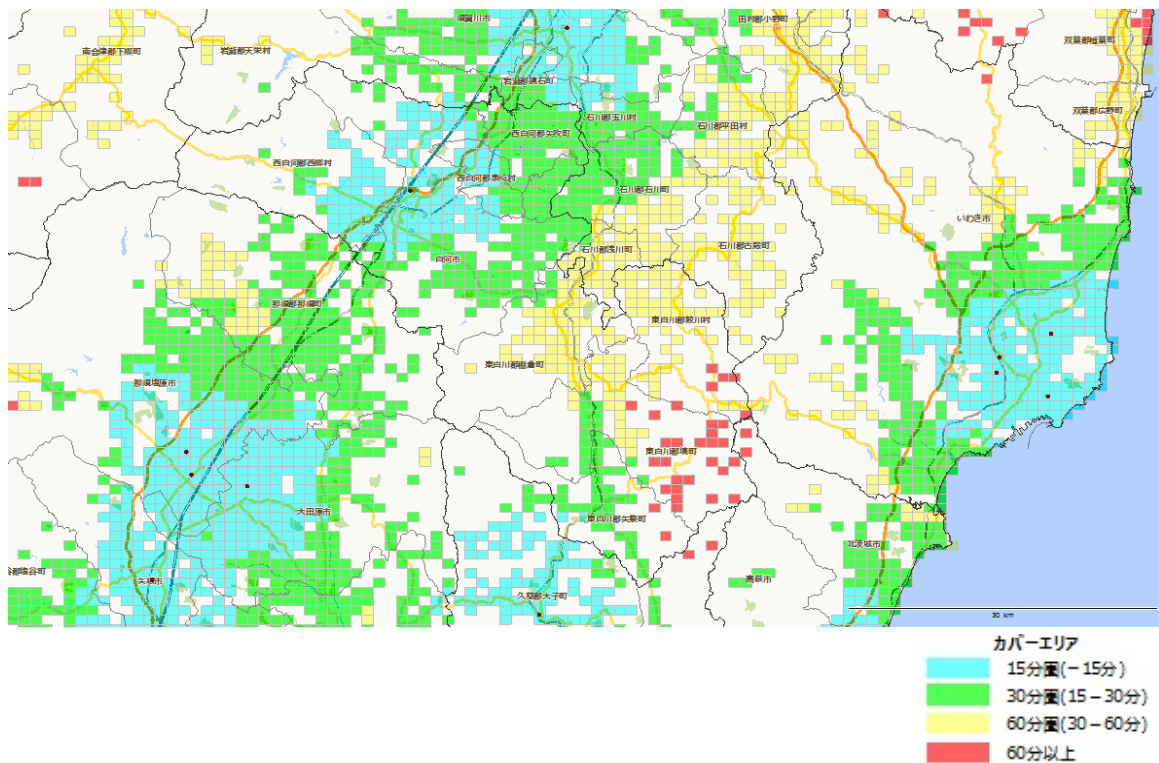 須賀川市
田村郡小野町
双葉郡楢葉町
南会津郡下郷町
岩瀬郡天栄村
岩瀬郡鏡石町
双葉郡広野町
石川郡玉川村
石川郡平田村
西白河郡矢吹町
西白河郡西郷村
西白河郡泉崎村
石川郡石川町
いわき市
石川郡浅川町
石川郡古殿町
白河市
那須郡那須町
東白川郡鮫川村
東白川郡棚倉町
那須塩原市
東白川郡塙町
大田原市
東白川郡矢祭町
北茨城市
谷郡塩谷町
矢板市
高萩市
久慈郡大子町
30 km
カバーエリア
15分圏(－15分)
30分圏(15－30分)
60分圏(30－60分)
60分以上